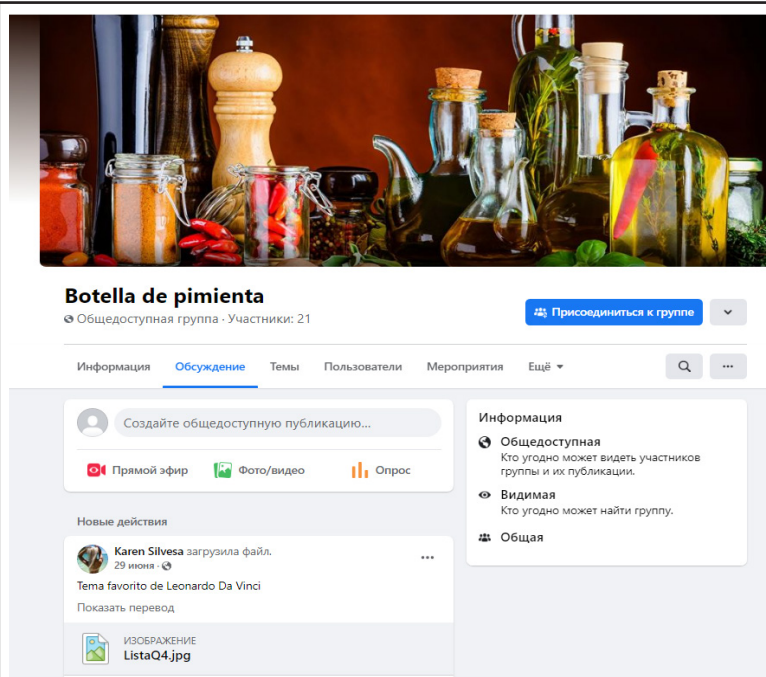 Botella de pimienta
Общедоступная группа · Участники: 21
Присоединиться к группе
Информация Обсуждение Темы Пользователи Мероприятия Ещё
Создайте общедоступную публикацию...
Прямой эфир Фото/видео Опрос
Новые действия
Karen Silvesa загрузила файл.
29 июня ·
Tema favorito de Leonardo Da Vinci
Показать перевод
ИЗОБРАЖЕНИЕ
ListaQ4.jpg
Информация
Общедоступная
Кто угодно может видеть участников
группы и их публикации.
Видимая
Кто угодно может найти группу.
Общая